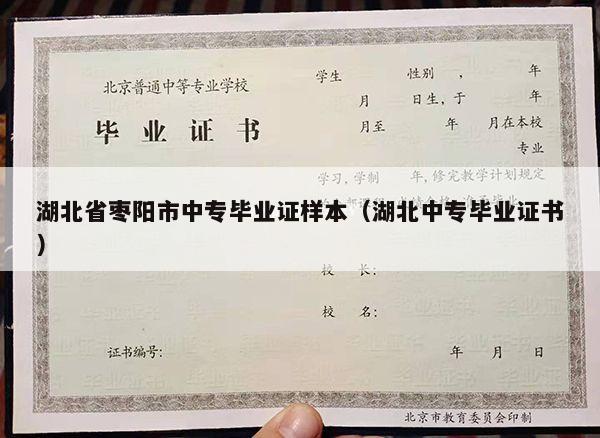 北京普通中等专业学校
毕业证书
证书编号:
学生 性别 , 年
月 日生, 于 年
月至 年 月在本校
专业
学习, 学制 年, 修完教学计划规定
湖北省枣阳市中专毕业证样本（湖北中专毕业证书
）
校 长:
校 名:
年 月 日
北京市教育委员会印制